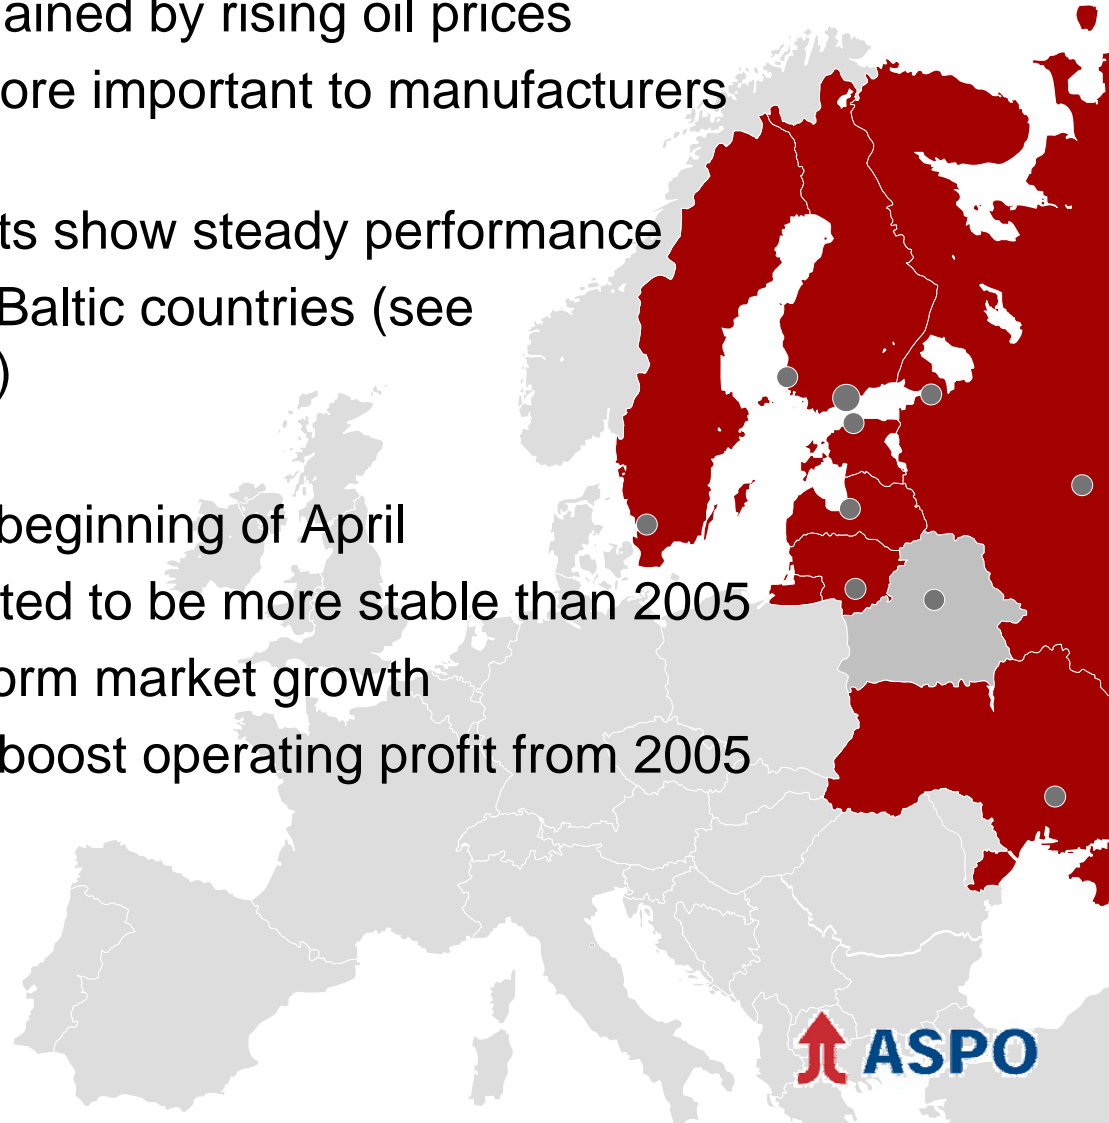 ained by rising oil prices
ore important to manufacturers
ts show steady performance
Baltic countries (see
)
beginning of April
ted to be more stable than 2005
orm market growth
boost operating profit from 2005
ASPO